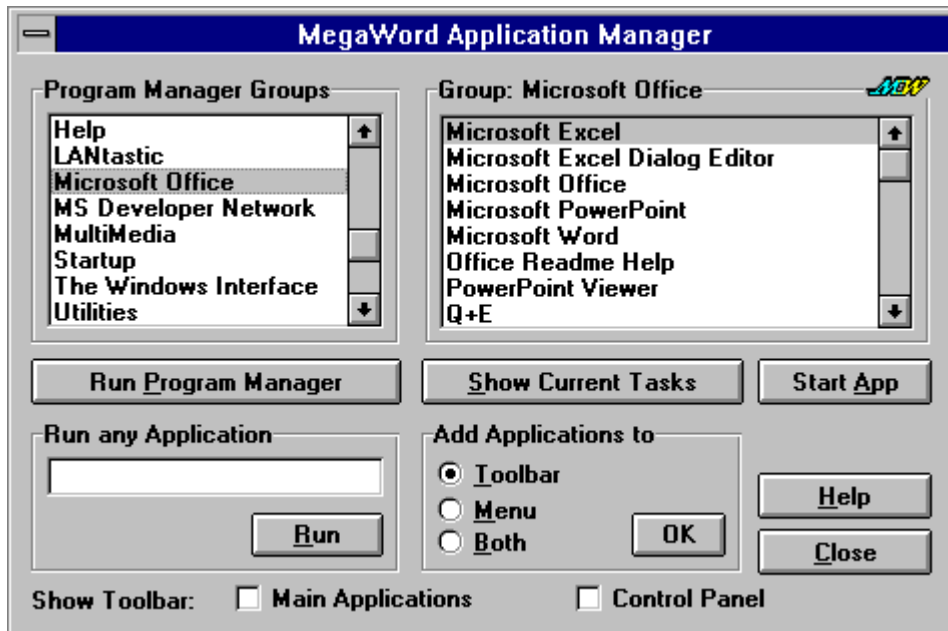 MegaWord Application Manager
Program Manager Groups
Help
LANtastic
Microsoft Office
MS Developer Network
MultiMedia
Startup
The Windows Interface
Utilities
Group: Microsoft Office
NEW
Microsoft Excel
Microsoft Excel Dialog Editor
Microsoft Office
Microsoft PowerPoint
Microsoft Word
Office Readme Help
PowerPoint Viewer
Q+E
Run Program Manager
Show Current Tasks
Start App
Run any Application
Run
Add Applications to
Toolbar
Menu
Both
OK
Help
Close
Show Toolbar:
Main Applications
Control Panel